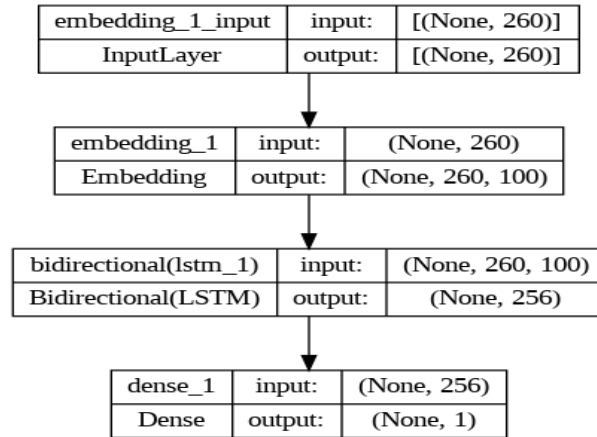 embedding_1_input input: [(None, 260)]
InputLayer output: [(None, 260)]
embedding_1 input: (None, 260)
Embedding output: (None, 260, 100)
bidirectional(lstm_1) input: (None, 260, 100)
Bidirectional(LSTM) output: (None, 256)
dense_1 input: (None, 256)
Dense output: (None, 1)